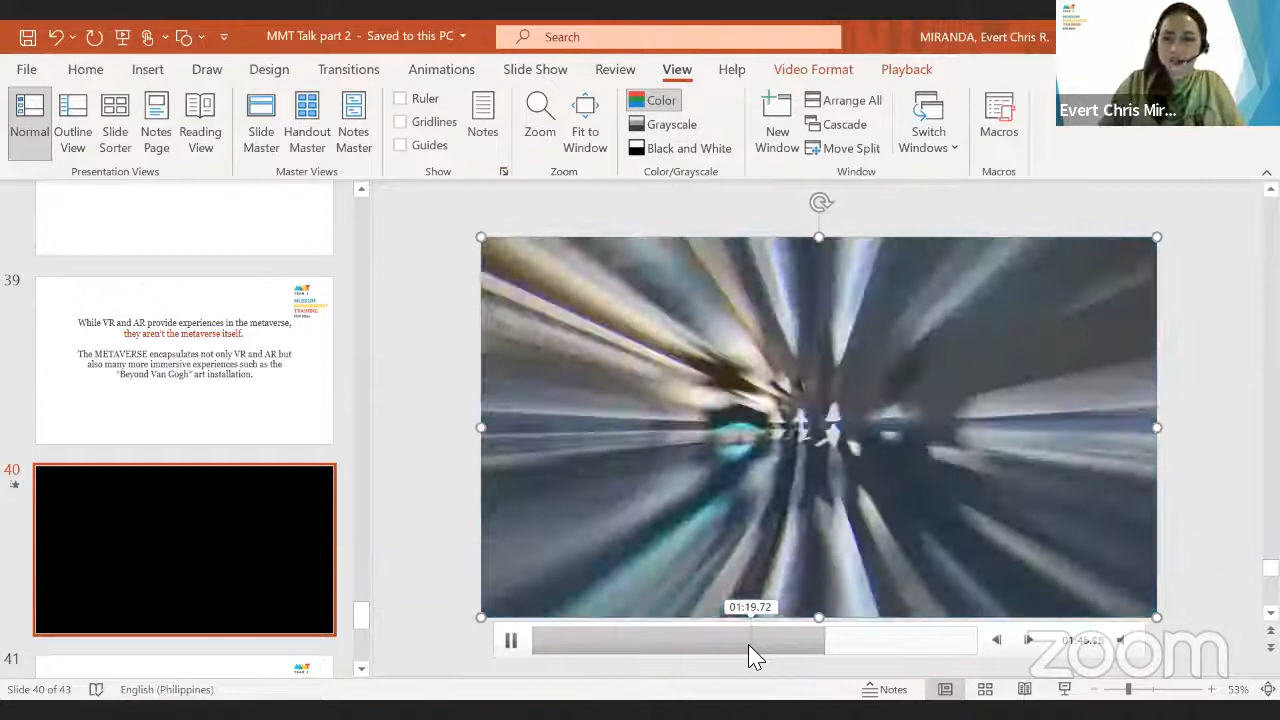 MMT Talk part 2 - Saved to this PC
Search
MIRANDA, Evert Chris R.
File Home Insert Draw Design Transitions Animations Slide Show Review View Help Video Format Playback
Normal
Outline View
Slide Sorter
Notes Page
Reading View
Presentation Views
Slide Master
Handout Master
Notes Master
Master Views
Ruler
Gridlines
Guides
Show
Notes
Zoom
Fit to Window
Zoom
Color
Grayscale
Black and White
Color/Grayscale
New Window
Arrange All
Cascade
Move Split
Window
Switch Windows
Macros
Macros
Evert Chris Mir...
39
MMT
YEAR 2
MUSEUM
MANAGEMENT
TRAINING
While VR and AR provide experiences in the metaverse,
they aren't the metaverse itself.
The METAVERSE encapsulates not only VR and AR but
also many more immersive experiences such as the
"Beyond Van Gogh" art installation.
40
41
01:19.72
zoom
Slide 40 of 43
English (Philippines)
Notes
53%